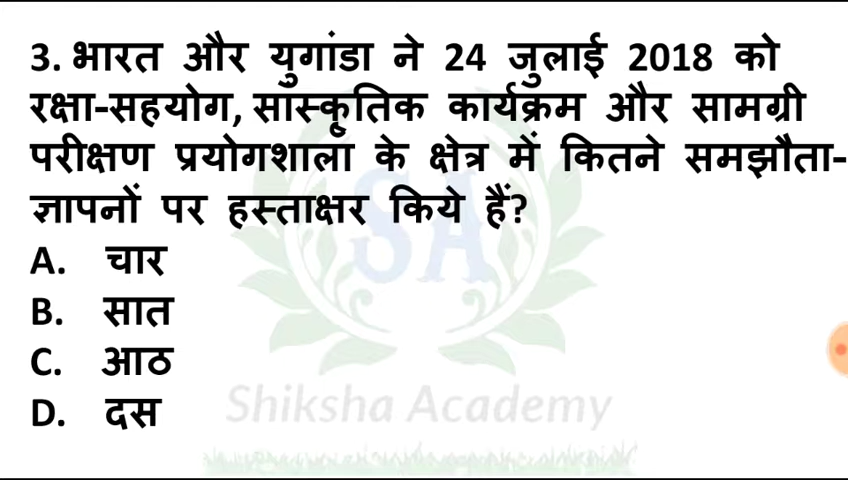 3. भारत और युगांडा ने 24 जुलाई 2018 को
रक्षा-सहयोग, सांस्कृतिक कार्यक्रम और सामग्री
परीक्षण प्रयोगशाला के क्षेत्र में कितने समझौता-
ज्ञापनों पर हस्ताक्षर किये हैं?
A. चार
B. सात
C. आठ
D. दस
SA
Shiksha Academy